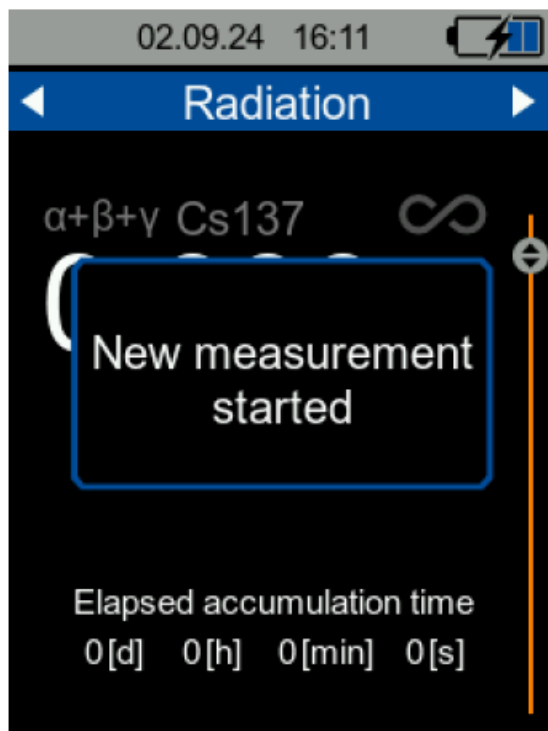 02.09.24 16:11
Radiation
α+β+γ Cs137 ∞
New measurement
started
Elapsed accumulation time
0[d] 0[h] 0[min] 0[s]